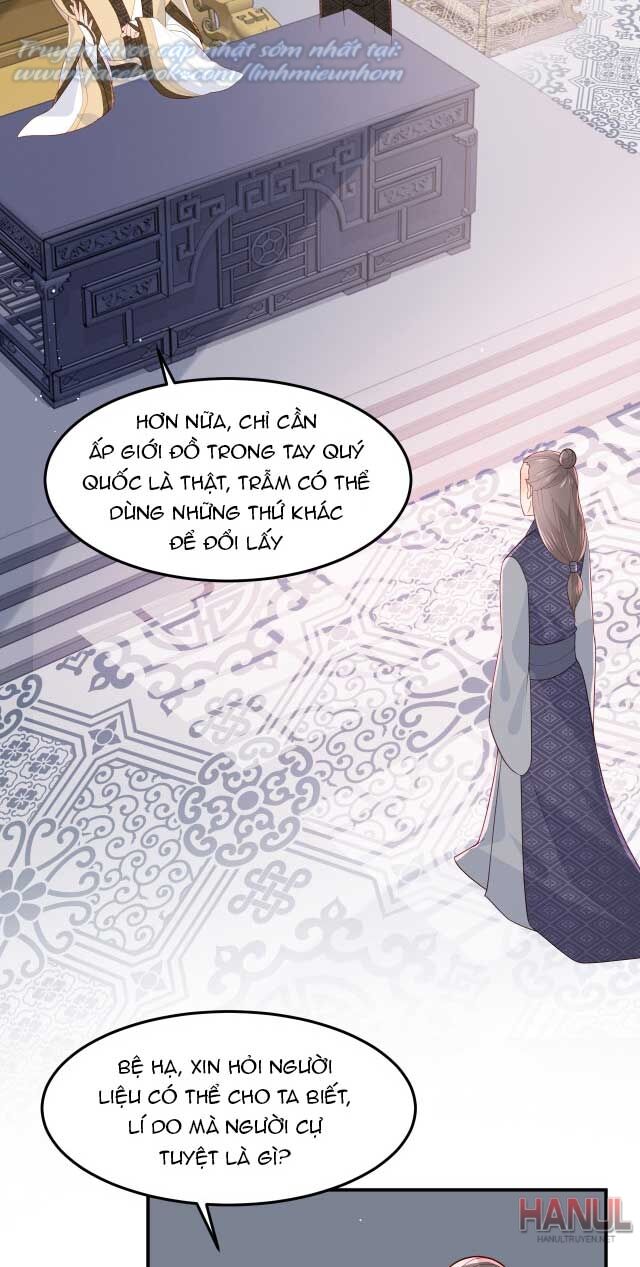 Truyện được cập nhật sớm nhất tại:
www.facebooks.com/linhmieunhom
HƠN NỮA, CHỈ CẦN
ẤP GIỚI ĐỒ TRONG TAY QUÝ
QUỐC LÀ THẬT, TRẪM CÓ THỂ
DÙNG NHỮNG THỨ KHÁC
ĐỂ ĐỔI LẤY
BỆ HẠ, XIN HỎI NGƯỜI
LIỆU CÓ THỂ CHO TA BIẾT,
LÍ DO MÀ NGƯỜI CỰ
TUYỆT LÀ GÌ?
HANUL
HANULTRUYEN.NET